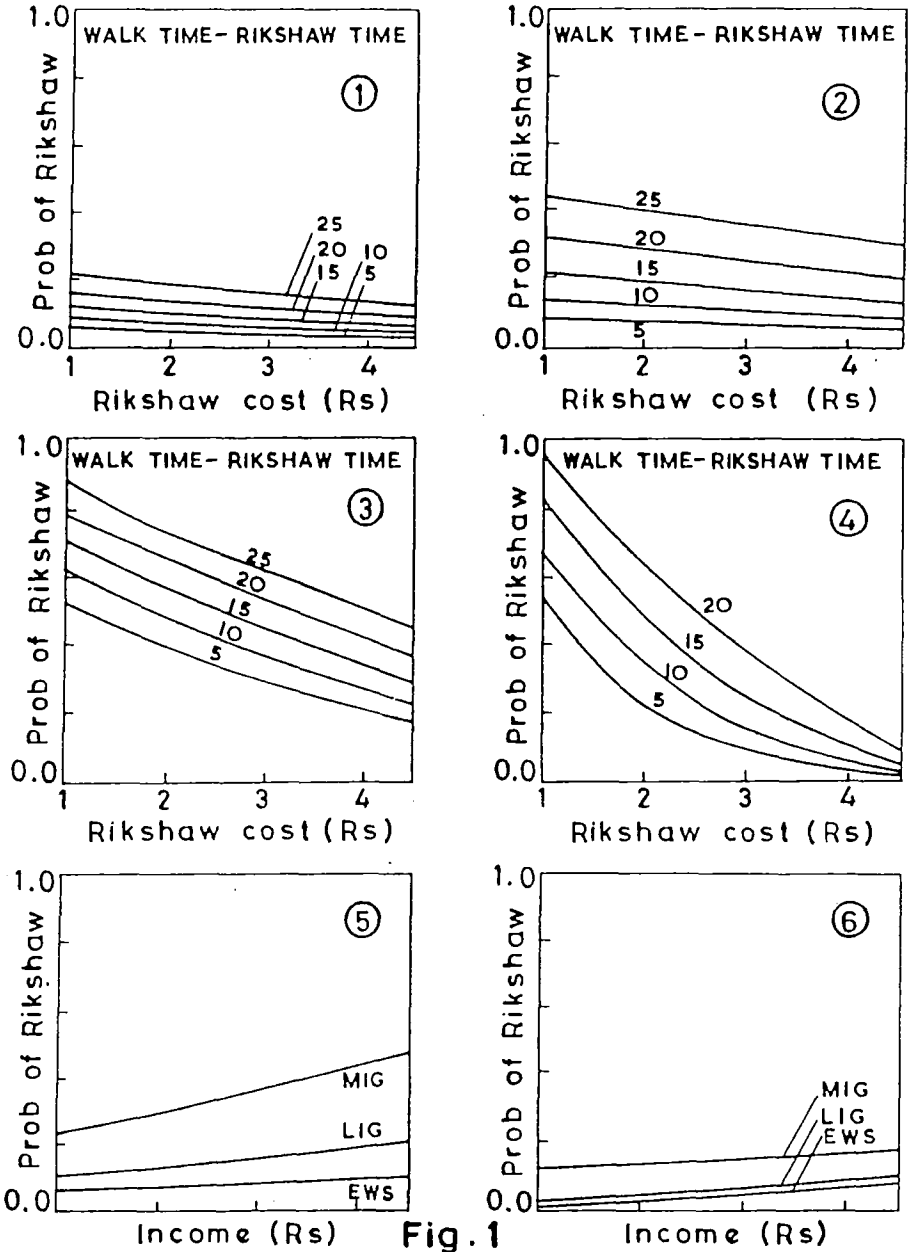 1.0
WALK TIME-RIKSHAW TIME
1
Prob of Rikshaw
25
20
15
10
5
0.0
1 2 3 4
Rikshaw cost (Rs)
1.0
WALK TIME-RIKSHAW TIME
2
Prob of Rikshaw
25
20
15
10
5
0.0
1 2 3 4
Rikshaw cost (Rs)
1.0
WALK TIME-RIKSHAW TIME
3
Prob of Rikshaw
25
20
15
10
5
0.0
1 2 3 4
Rikshaw cost (Rs)
1.0
WALK TIME-RIKSHAW TIME
4
Prob of Rikshaw
20
15
10
5
0.0
1 2 3 4
Rikshaw cost (Rs)
1.0
5
Prob of Rikshaw
MIG
LIG
EWS
0.0
Income (Rs)
1.0
6
Prob of Rikshaw
MIG
LIG
EWS
0.0
Income (Rs)
Fig.1